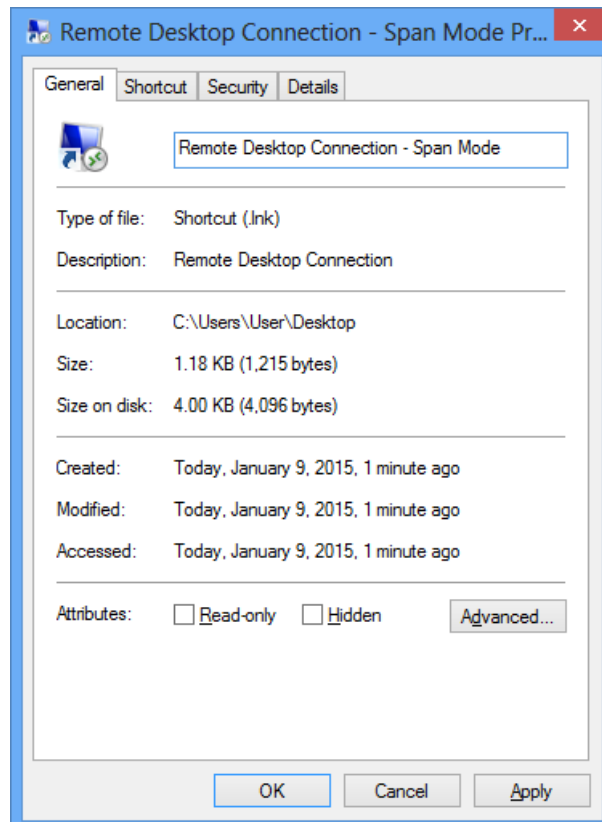 Remote Desktop Connection - Span Mode Pr...
General Shortcut Security Details
Remote Desktop Connection - Span Mode
Type of file: Shortcut (.lnk)
Description: Remote Desktop Connection
Location: C:\Users\User\Desktop
Size: 1.18 KB (1,215 bytes)
Size on disk: 4.00 KB (4,096 bytes)
Created: Today, January 9, 2015, 1 minute ago
Modified: Today, January 9, 2015, 1 minute ago
Accessed: Today, January 9, 2015, 1 minute ago
Attributes: Read-only Hidden Advanced...
OK Cancel Apply